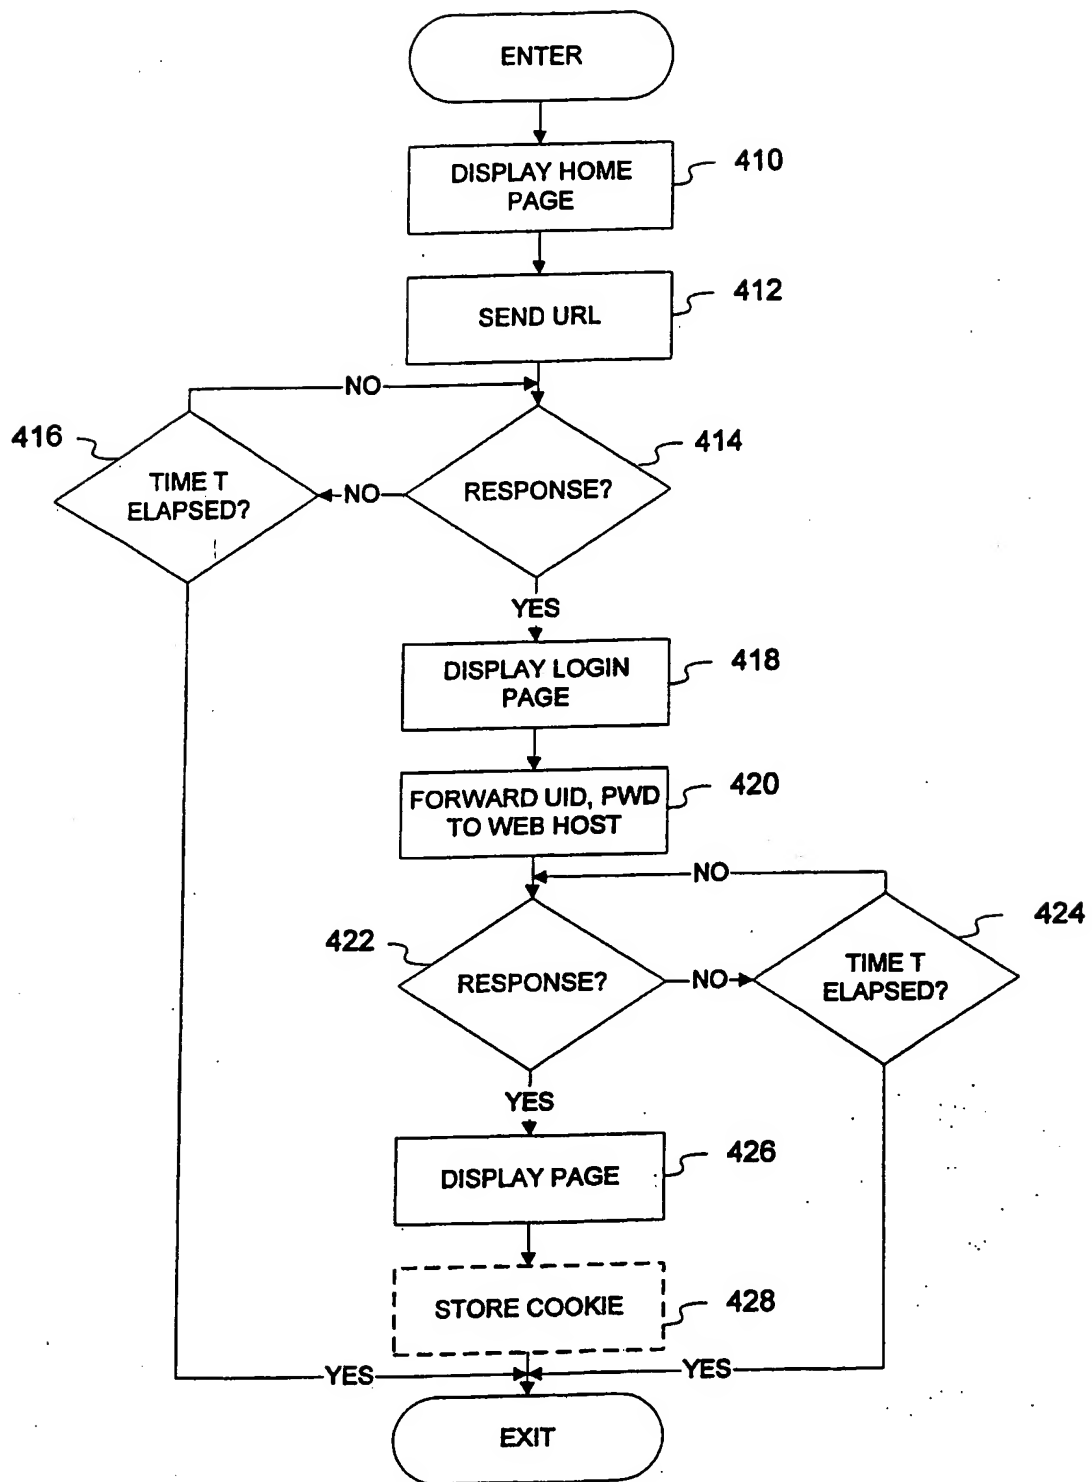 ENTER
DISPLAY HOME
PAGE
410
SEND URL
412
NO
416
TIME T
ELAPSED?
NO
RESPONSE?
414
YES
DISPLAY LOGIN
PAGE
418
FORWARD UID, PWD
TO WEB HOST
420
NO
422
RESPONSE?
NO
TIME T
ELAPSED?
424
YES
DISPLAY PAGE
426
STORE COOKIE
428
YES
YES
EXIT